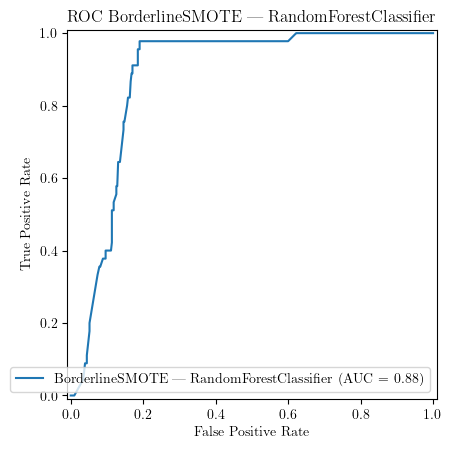 ROC BorderlineSMOTE — RandomForestClassifier
1.0
0.8
0.6
0.4
0.2
0.0
True Positive Rate
BorderlineSMOTE — RandomForestClassifier (AUC = 0.88)
0.0 0.2 0.4 0.6 0.8 1.0
False Positive Rate